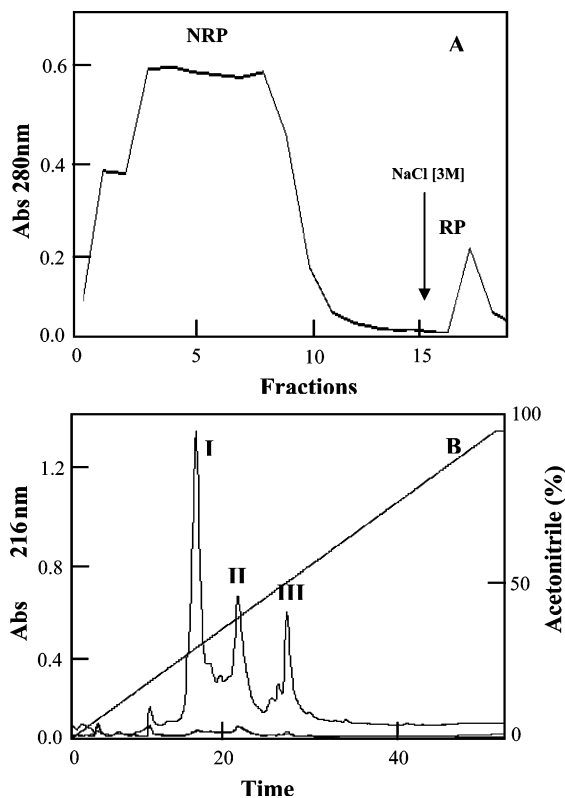 NRP
A
0.6
Abs 280nm
0.4
NaCl [3M]
RP
0.2
0.0
0
5
10
15
Fractions
100
I
B
1.2
Abs 216nm
Acetonitrile (%)
0.8
II
III
50
0.4
0.0
0
0
20
40
Time